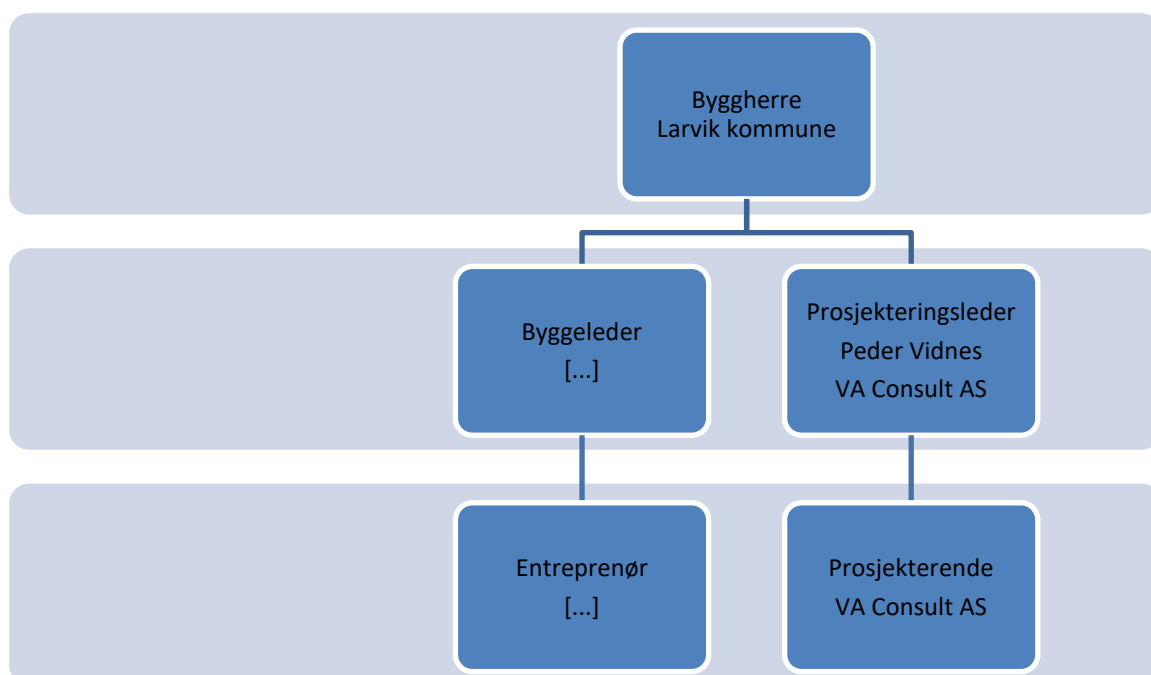 Byggherre
Larvik kommune
Byggeleder
[...]
Prosjekteringsleder
Peder Vidnes
VA Consult AS
Entreprenør
[...]
Prosjekterende
VA Consult AS